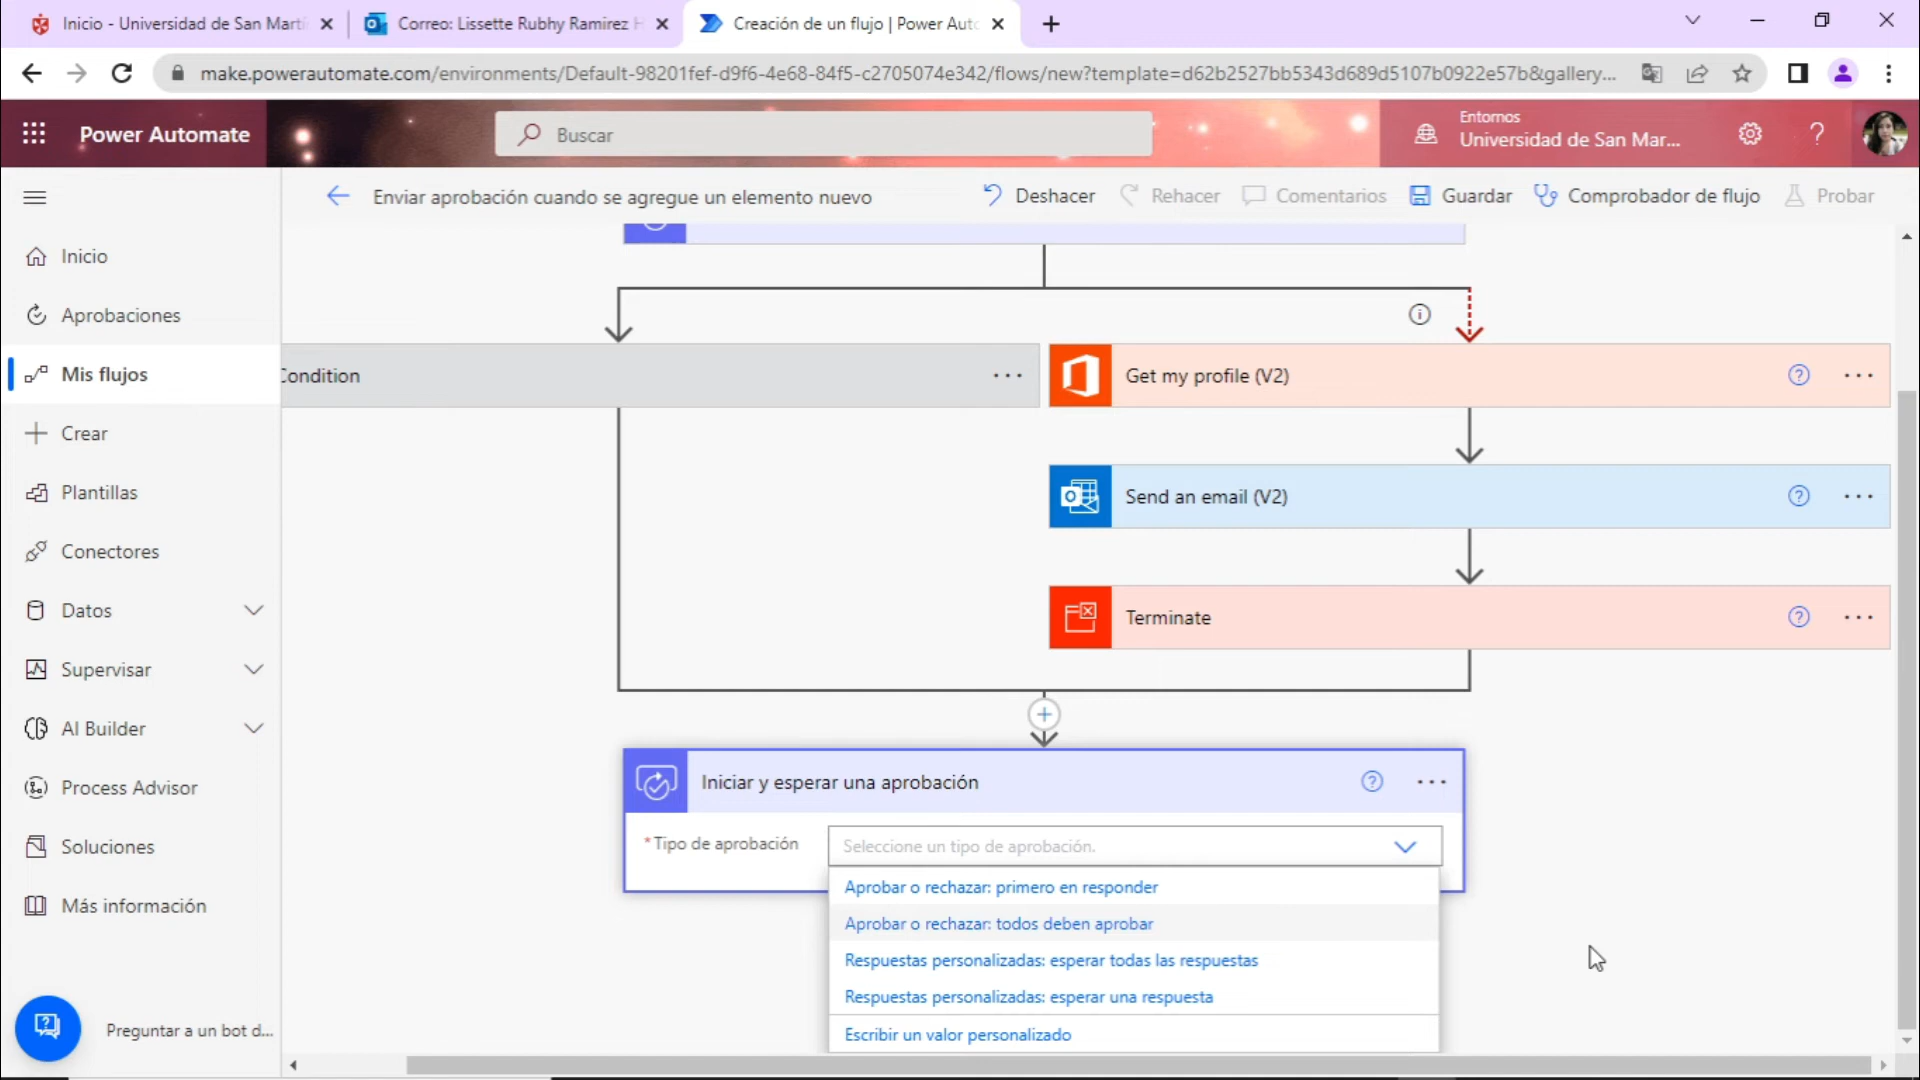 Inicio - Universidad de San Martí
Correo: Lissette Rubhy Ramirez H
Creación de un flujo | Power Auto
make.powerautomate.com/environments/Default-98201fef-d9f6-4e68-84f5-c2705074e342/flows/new?template=d62b2527bb5343d689d5107b0922e57b&gallery...
Power Automate
Buscar
Entornos
Universidad de San Mar...
Enviar aprobación cuando se agregue un elemento nuevo
Deshacer
Rehacer
Comentarios
Guardar
Comprobador de flujo
Probar
Inicio
Aprobaciones
Mis flujos
Crear
Plantillas
Conectores
Datos
Supervisar
AI Builder
Process Advisor
Soluciones
Más información
Preguntar a un bot d...
Condition
Get my profile (V2)
Send an email (V2)
Terminate
Iniciar y esperar una aprobación
* Tipo de aprobación
Seleccione un tipo de aprobación.
Aprobar o rechazar: primero en responder
Aprobar o rechazar: todos deben aprobar
Respuestas personalizadas: esperar todas las respuestas
Respuestas personalizadas: esperar una respuesta
Escribir un valor personalizado